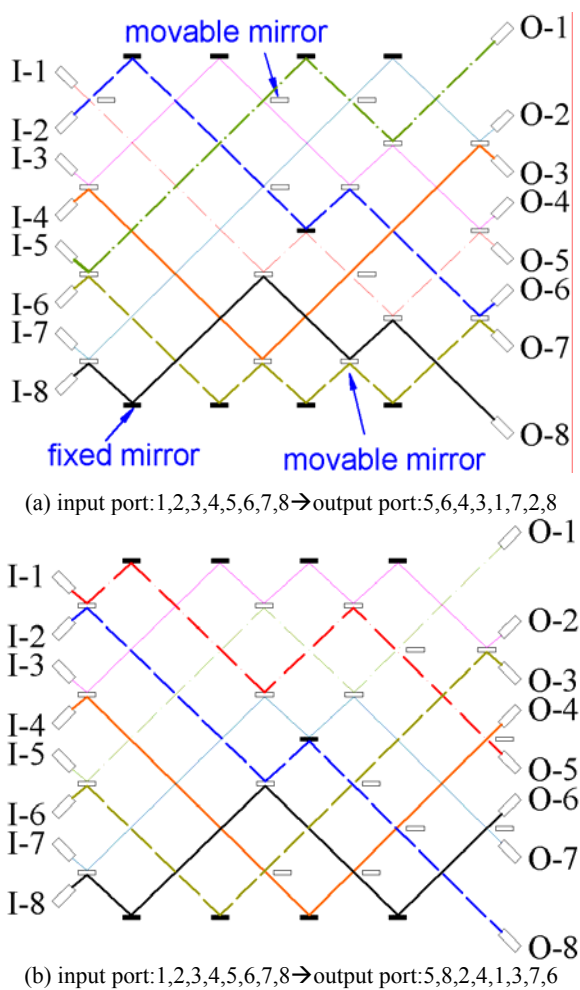 movable mirror
O-1
I-1
I-2
O-2
I-3
O-3
I-4
O-4
I-5
O-5
I-6
O-6
I-7
O-7
I-8
O-8
fixed mirror
movable mirror
(a) input port:1,2,3,4,5,6,7,8→output port:5,6,4,3,1,7,2,8
O-1
I-1
I-2
O-2
I-3
O-3
I-4
O-4
I-5
O-5
I-6
O-6
I-7
O-7
I-8
O-8
(b) input port:1,2,3,4,5,6,7,8→output port:5,8,2,4,1,3,7,6